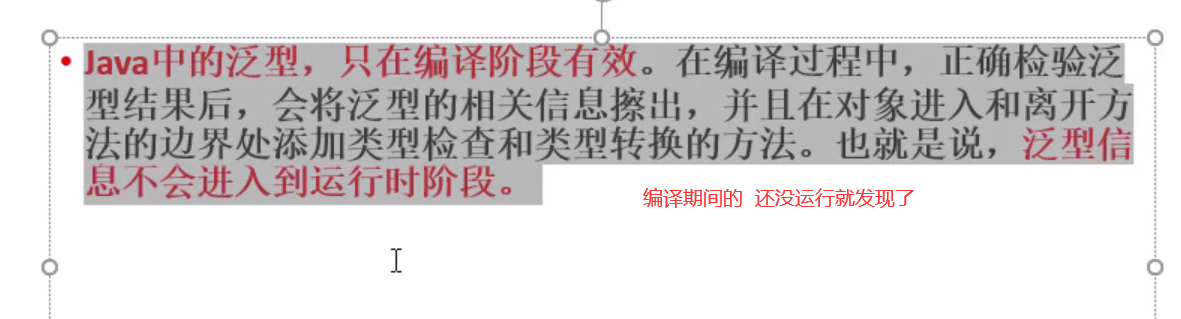 • Java中的泛型，只在编译阶段有效。在编译过程中，正确检验泛
型结果后，会将泛型的相关信息擦出，并且在对象进入和离开方
法的边界处添加类型检查和类型转换的方法。也就是说，泛型信
息不会进入到运行时阶段。
编译期间的 还没运行就发现了